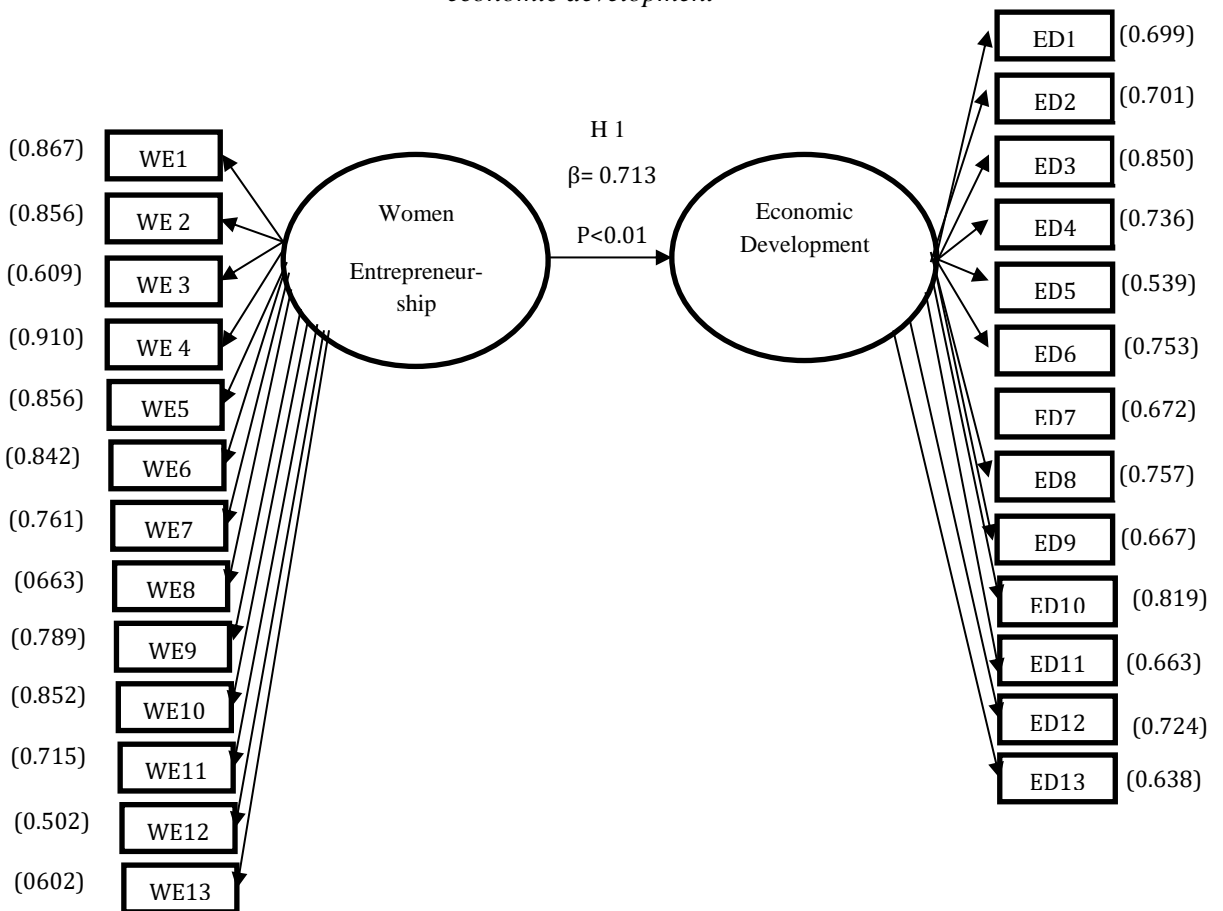 economic development
H 1
β= 0.713
P<0.01
Women
Entrepreneur-
ship
Economic
Development
(0.867) WE1
(0.856) WE 2
(0.609) WE 3
(0.910) WE 4
(0.856) WE5
(0.842) WE6
(0.761) WE7
(0663) WE8
(0.789) WE9
(0.852) WE10
(0.715) WE11
(0.502) WE12
(0602) WE13
ED1 (0.699)
ED2 (0.701)
ED3 (0.850)
ED4 (0.736)
ED5 (0.539)
ED6 (0.753)
ED7 (0.672)
ED8 (0.757)
ED9 (0.667)
ED10 (0.819)
ED11 (0.663)
ED12 (0.724)
ED13 (0.638)